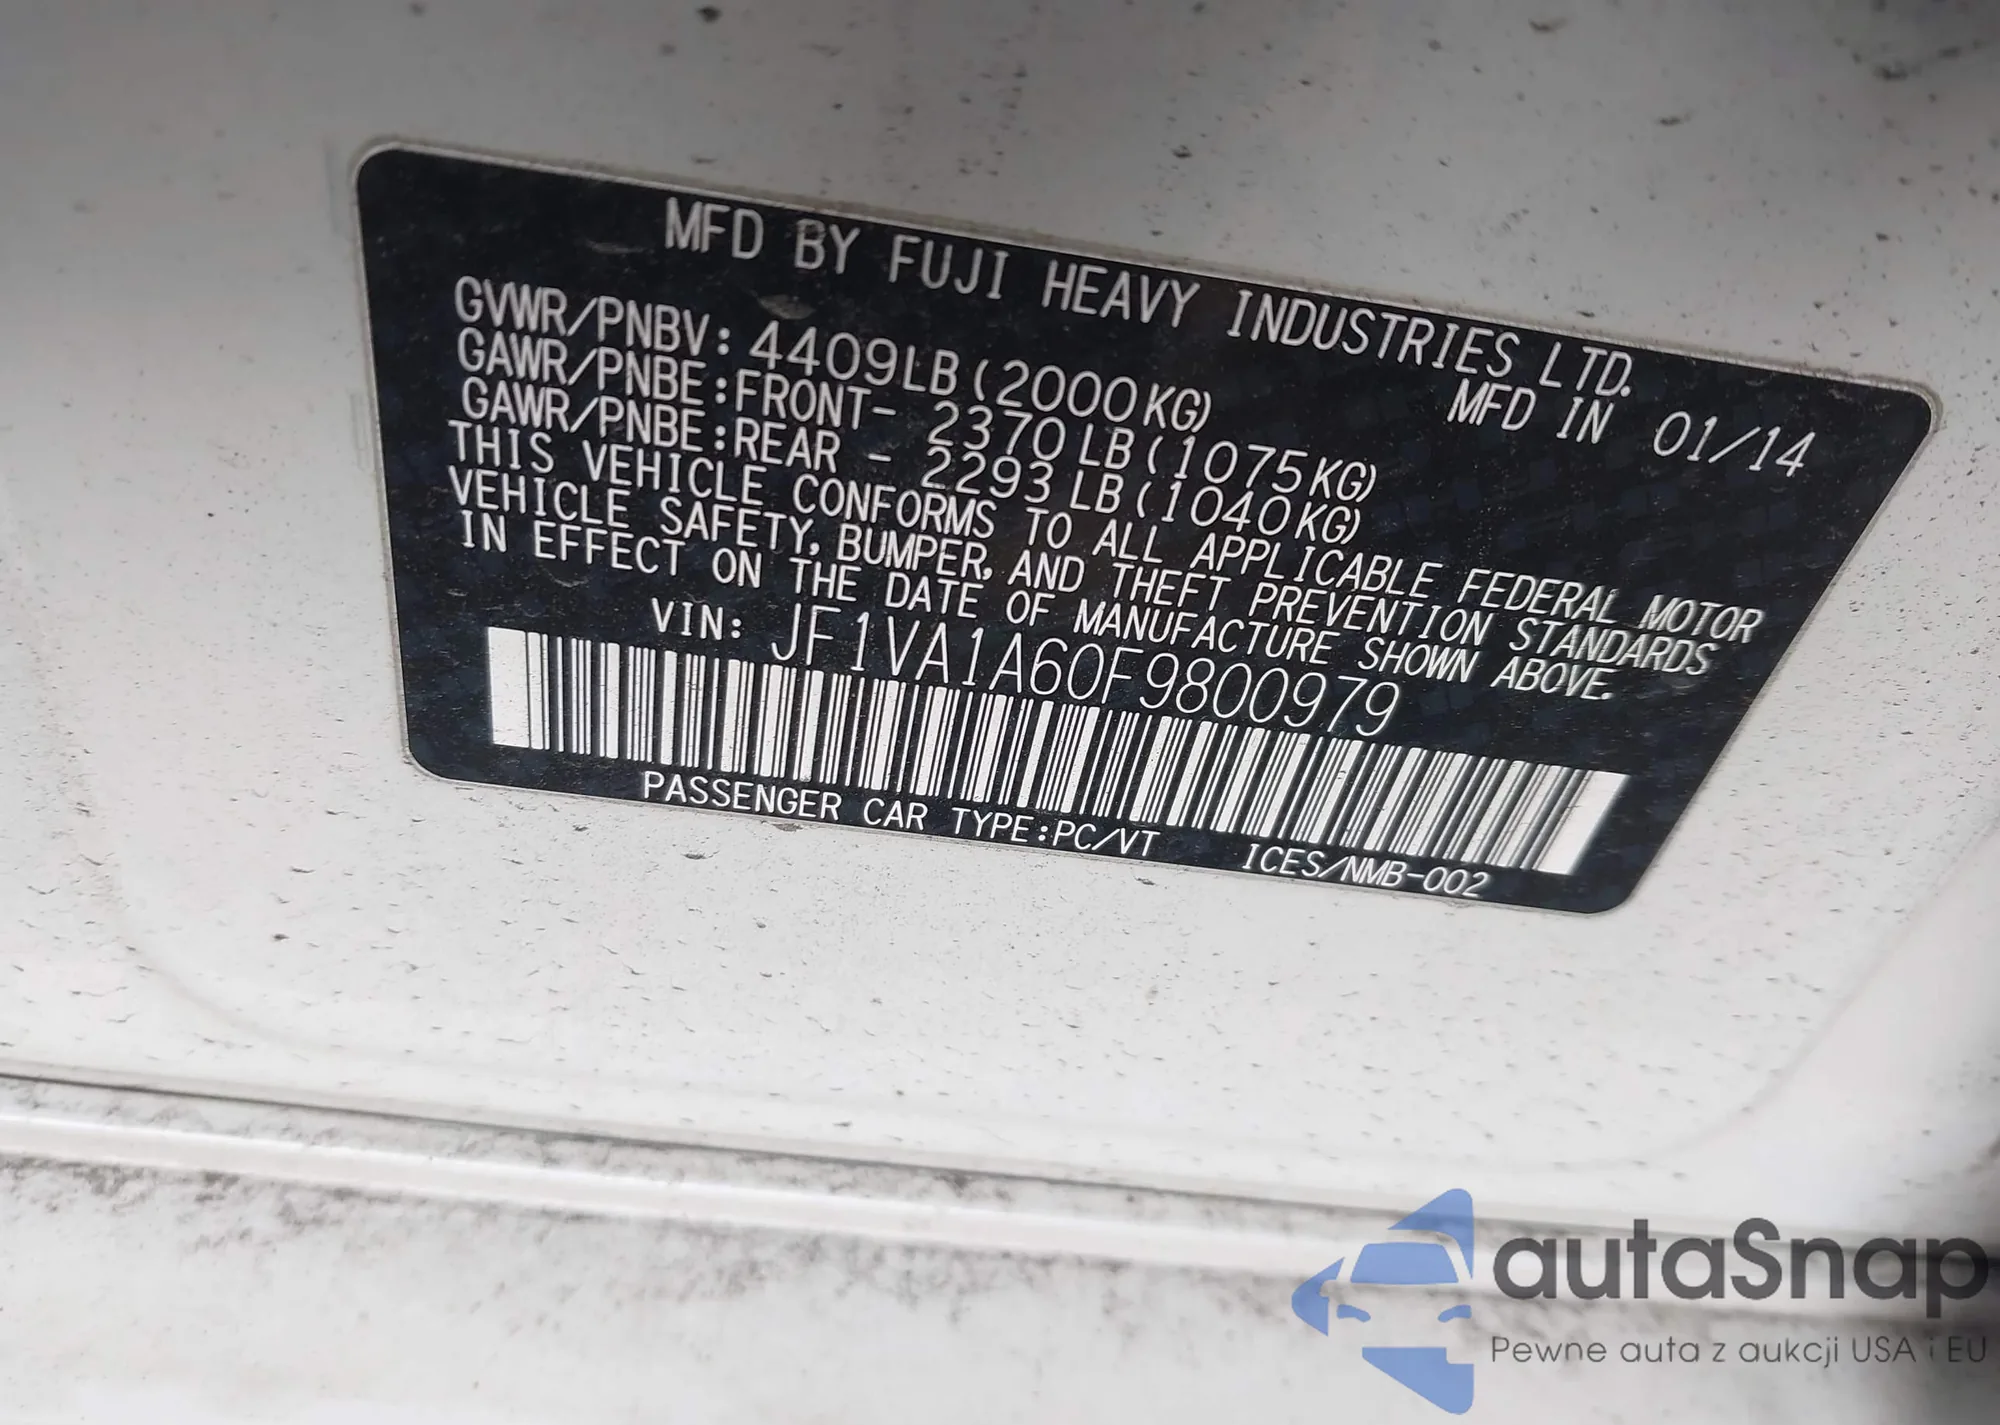 MFD BY FUJI HEAVY INDUSTRIES LTD.
GVWR/PNBV: 4409LB (2000KG) MFD IN 01/14
GAWR/PNBE:FRONT- 2370LB(1075KG)
GAWR/PNBE:REAR - 2293LB(1040KG)
THIS VEHICLE CONFORMS TO ALL APPLICABLE FEDERAL MOTOR
VEHICLE SAFETY, BUMPER, AND THEFT PREVENTION STANDARDS
IN EFFECT ON THE DATE OF MANUFACTURE SHOWN ABOVE.
VIN: JF1VA1A60F9800979
PASSENGER CAR TYPE:PC/VT ICES/NMB-002
autaSnap
Pewne auta z aukcji USA i EU